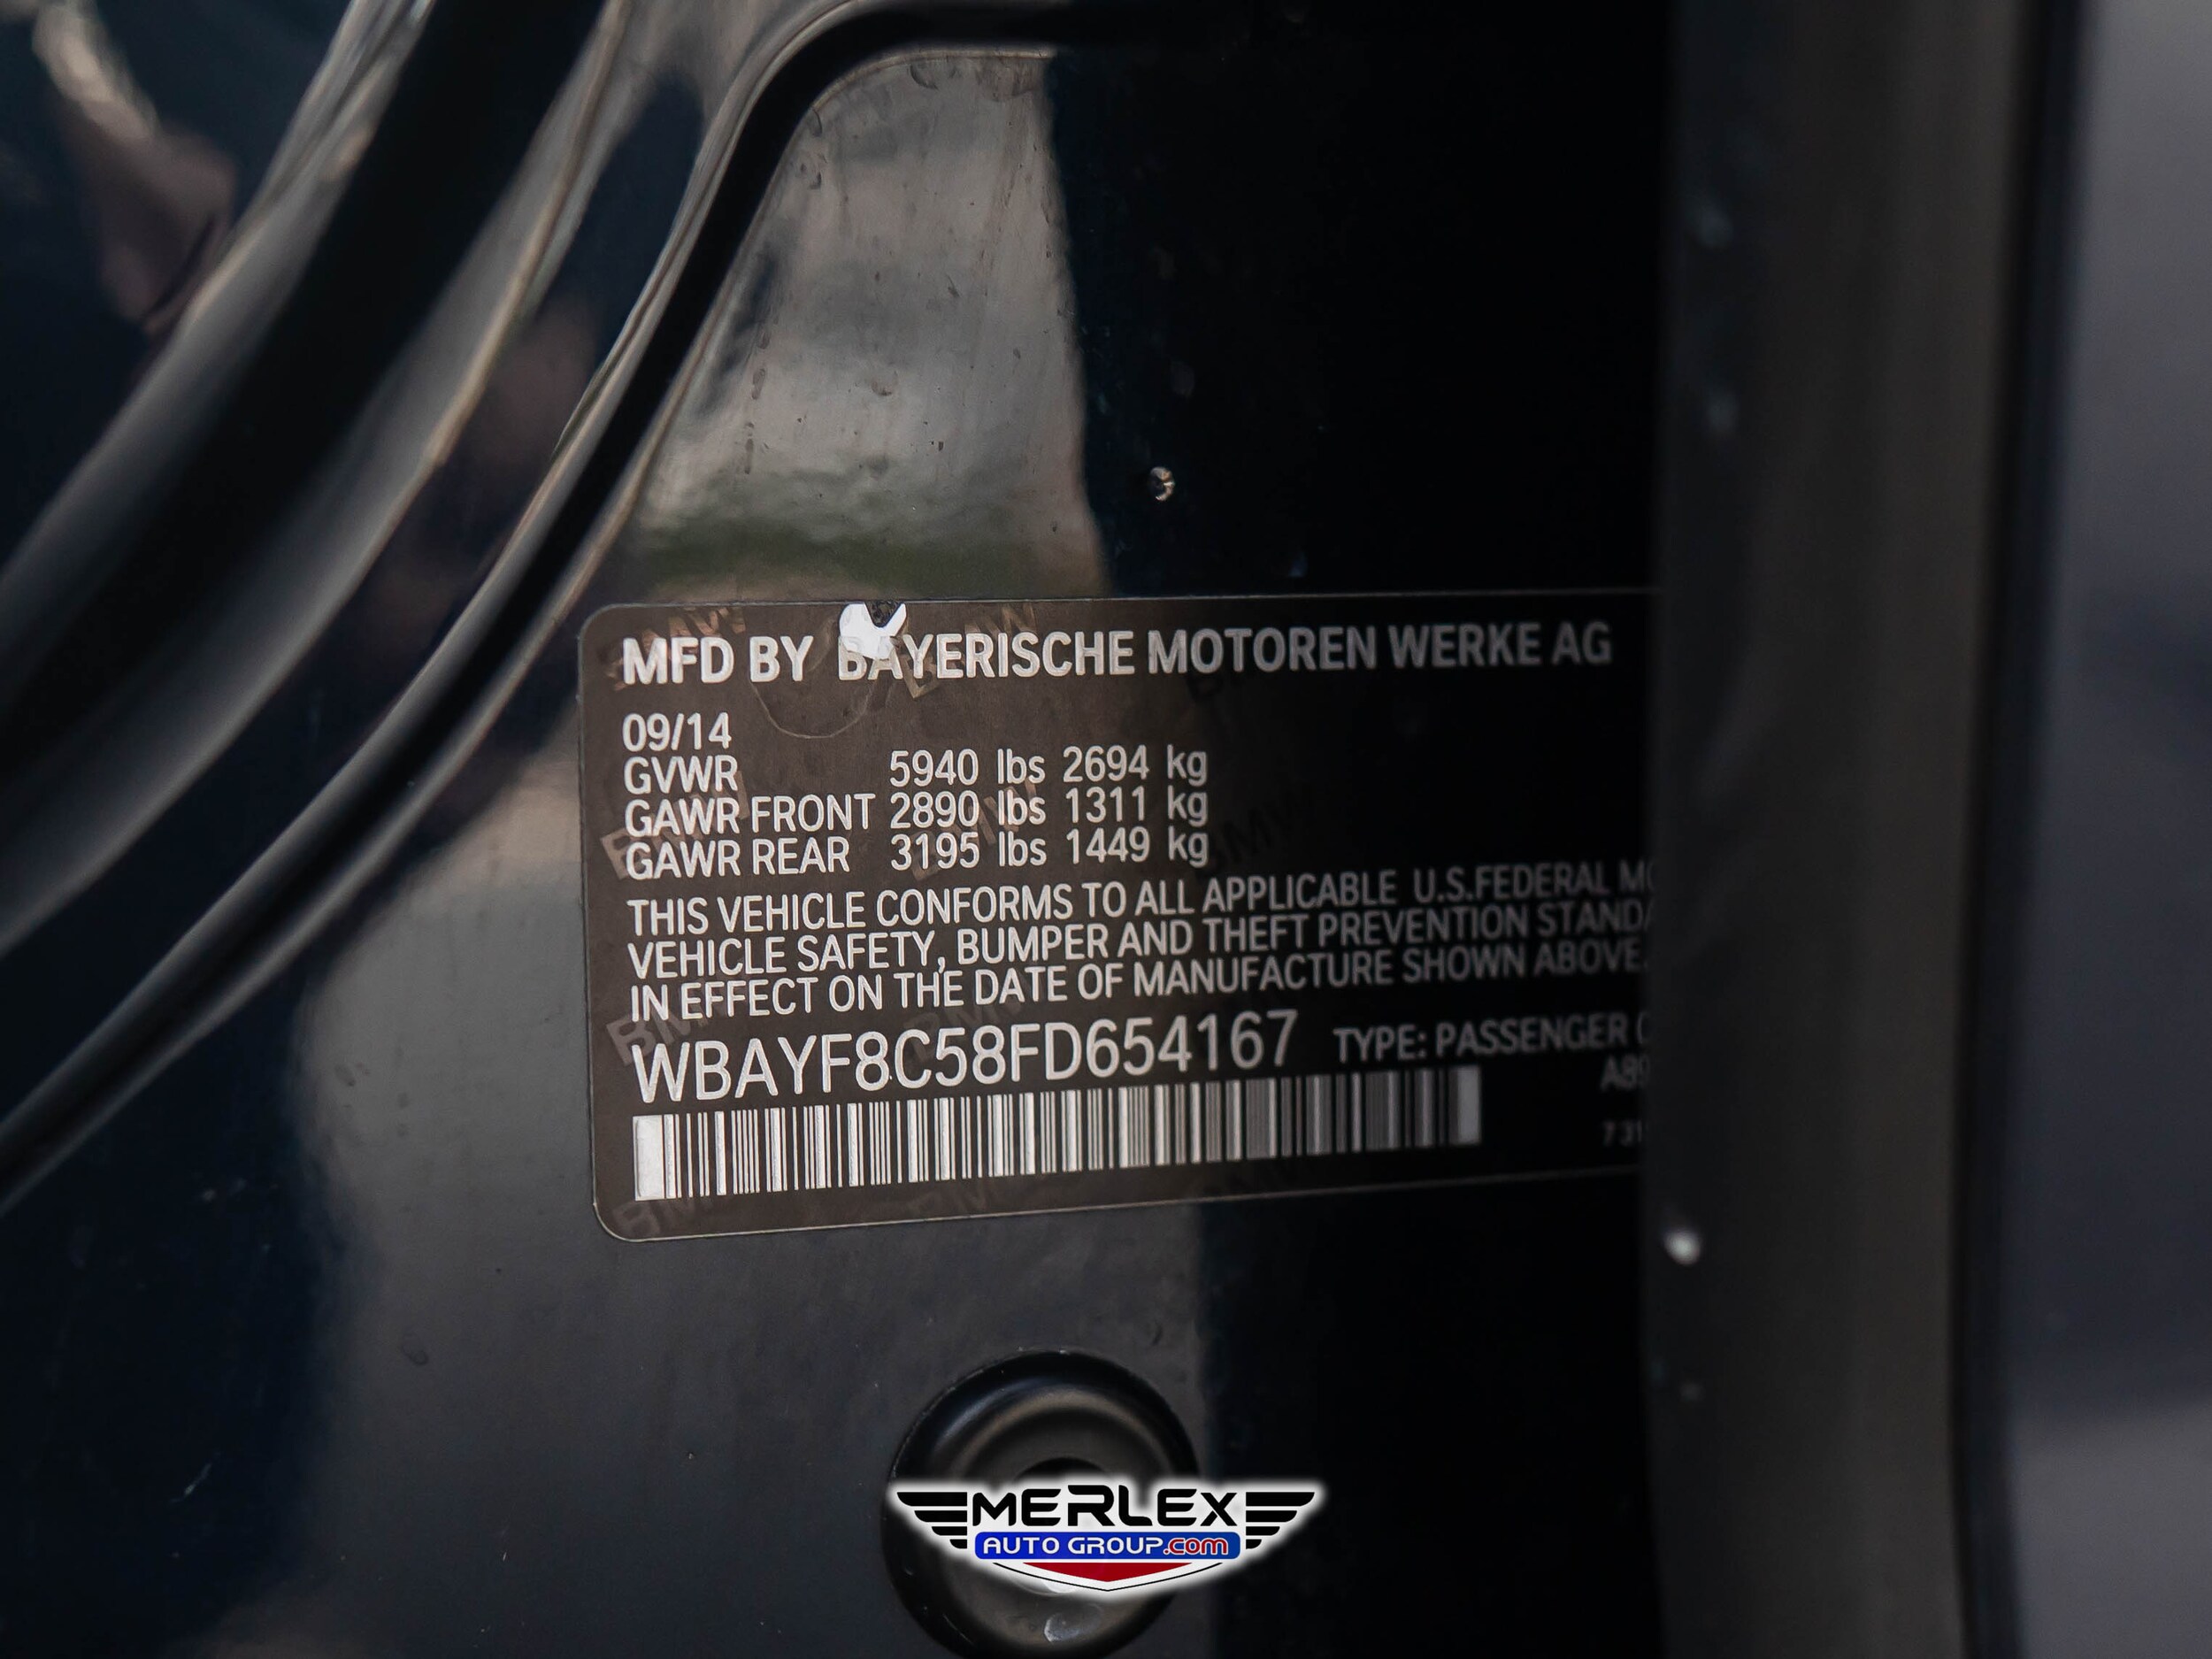 MFD BY BAYERISCHE MOTOREN WERKE AG
09/14
GVWR 5940 lbs 2694 kg
GAWR FRONT 2890 lbs 1311 kg
GAWR REAR 3195 lbs 1449 kg
THIS VEHICLE CONFORMS TO ALL APPLICABLE U.S.FEDERAL
VEHICLE SAFETY, BUMPER AND THEFT PREVENTION
IN EFFECT ON THE DATE OF MANUFACTURE SHOWN ABOVE.
WBAYF8C58FD654167 TYPE: PASSENGER
MERLEX
AUTO GROUP.com